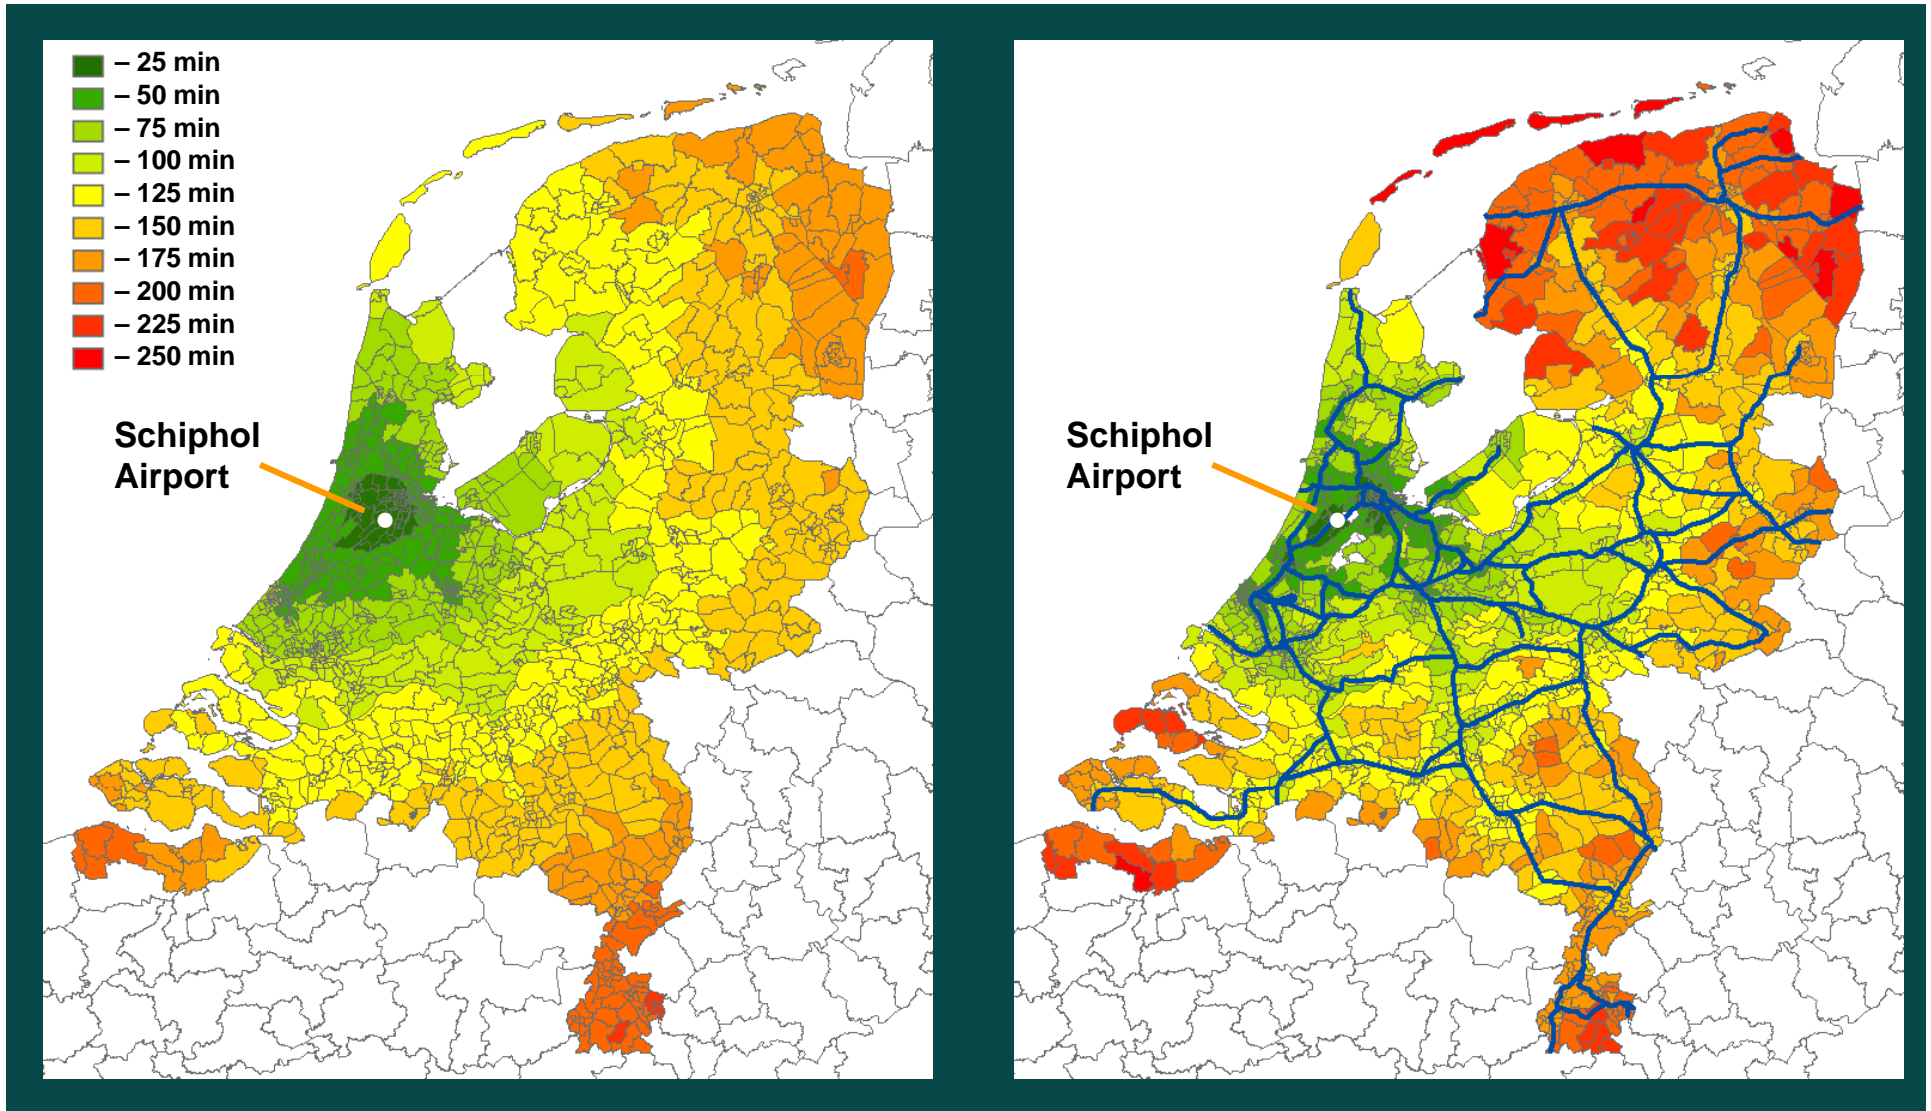 – 25 min
– 50 min
– 75 min
– 100 min
– 125 min
– 150 min
– 175 min
– 200 min
– 225 min
– 250 min
Schiphol
Airport
Schiphol
Airport